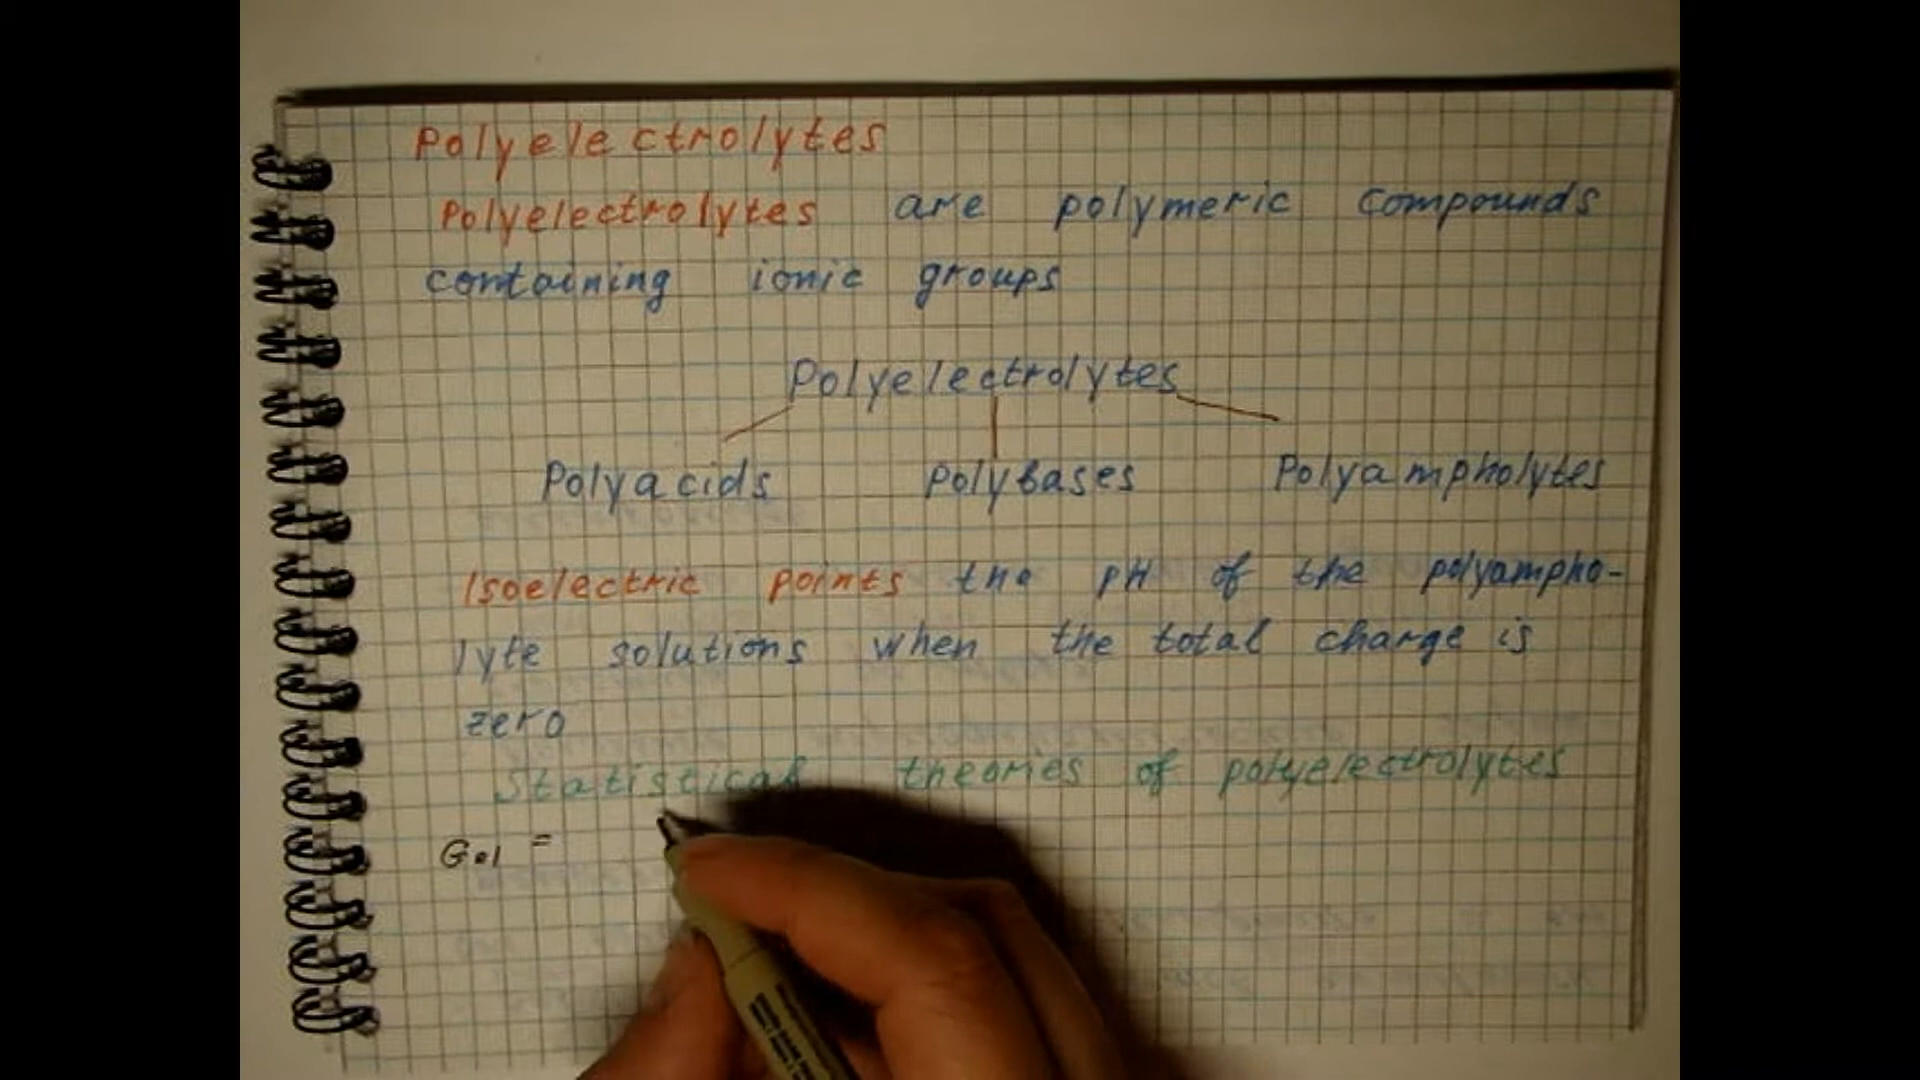 Polyelectrolytes
Polyelectrolytes are polymeric compounds
containing ionic groups
Polyelectrolytes
Polyacids Polybases Polyampholytes
Isoelectric points the pH of the polyampho-
lyte solutions when the total charge is
zero
Statistical theories of polyelectrolytes
Gel =